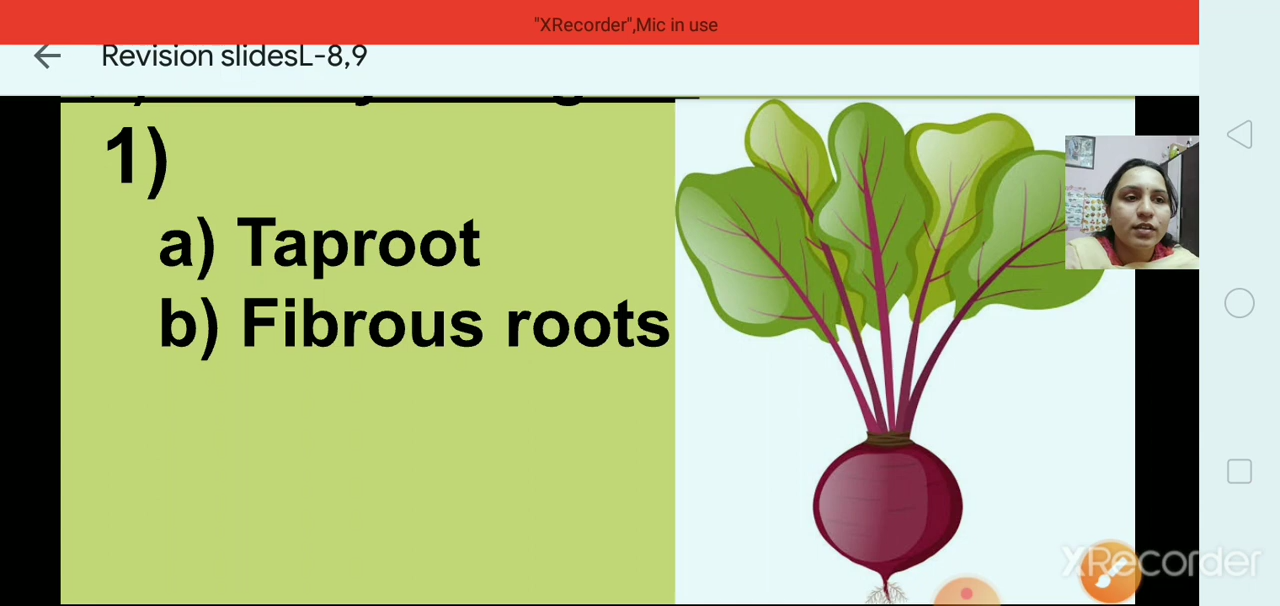 "XRecorder",Mic in use
Revision slidesL-8,9
1)
a) Taproot
b) Fibrous roots
XRecorder